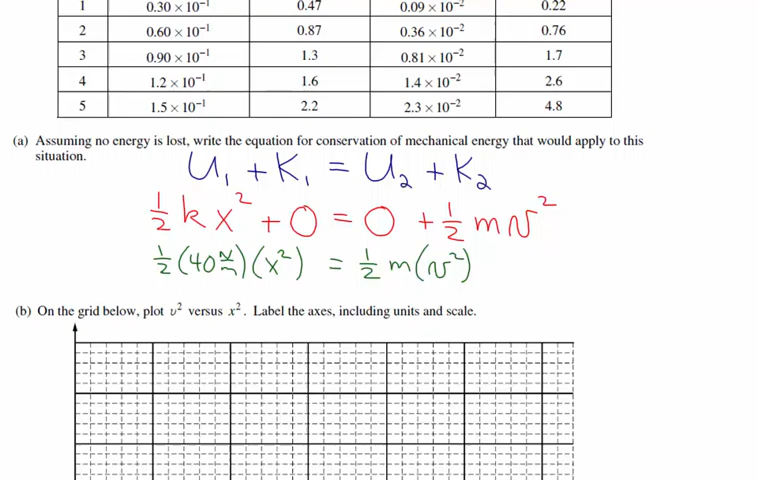 1 0.30 × 10⁻¹ 0.47 0.09 × 10⁻² 0.22
2 0.60 × 10⁻¹ 0.87 0.36 × 10⁻² 0.76
3 0.90 × 10⁻¹ 1.3 0.81 × 10⁻² 1.7
4 1.2 × 10⁻¹ 1.6 1.4 × 10⁻² 2.6
5 1.5 × 10⁻¹ 2.2 2.3 × 10⁻² 4.8
(a) Assuming no energy is lost, write the equation for conservation of mechanical energy that would apply to this
situation.
U₁ + K₁ = U₂ + K₂
½ k x² + 0 = 0 + ½ m v²
½ (40 N/m)(x²) = ½ m (v²)
(b) On the grid below, plot v² versus x². Label the axes, including units and scale.